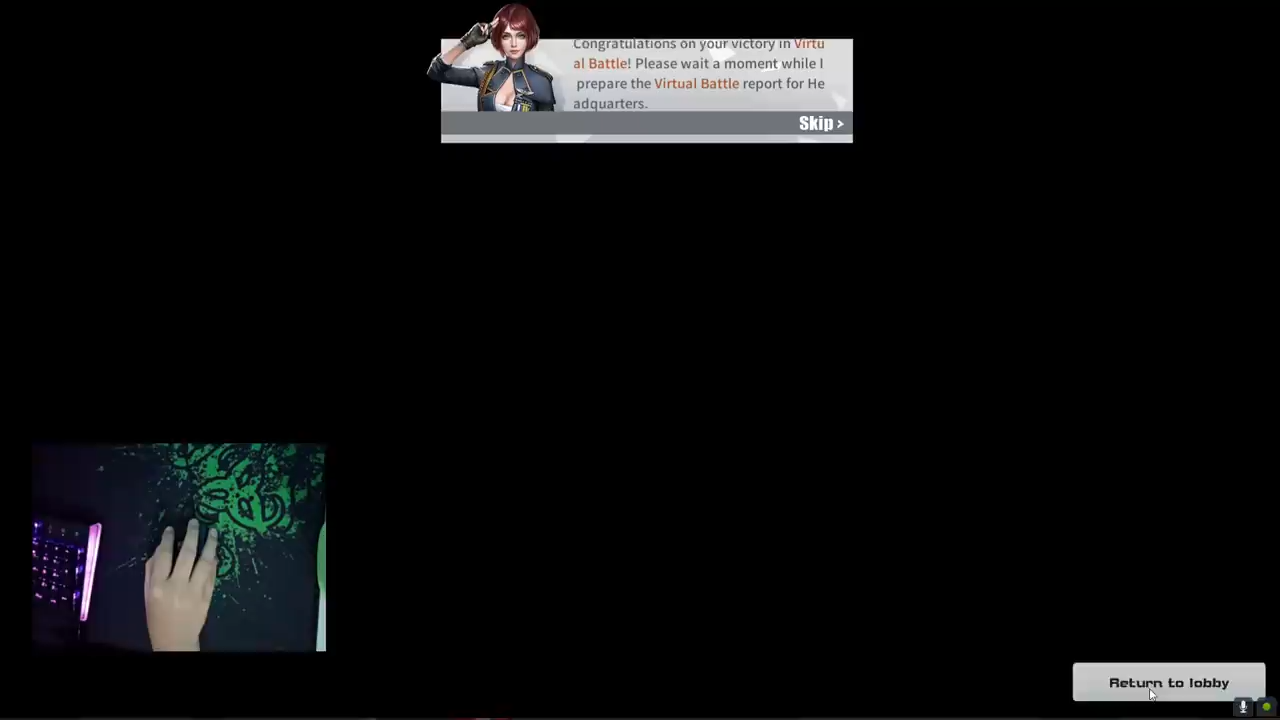 Congratulations on your victory in Virtu
al Battle! Please wait a moment while I
prepare the Virtual Battle report for He
adquarters.
Skip >
Return to lobby